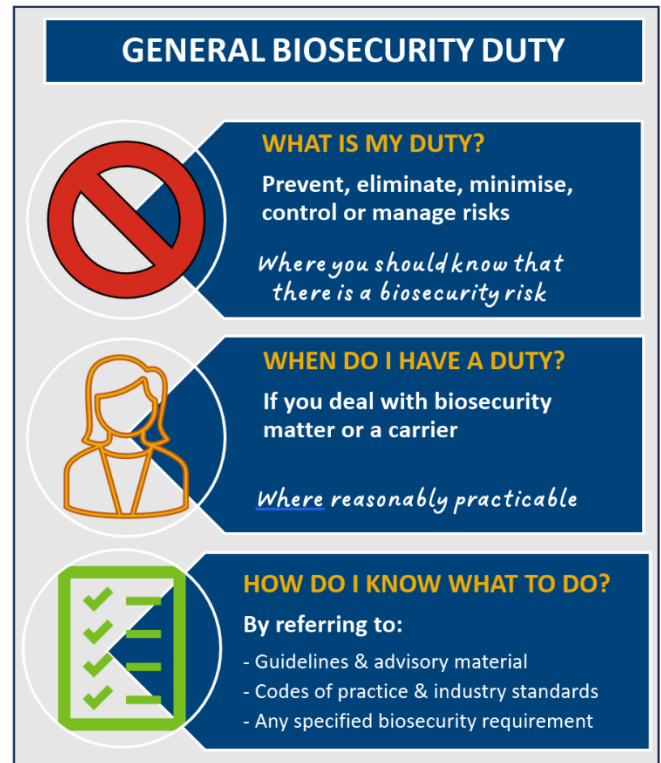 GENERAL BIOSECURITY DUTY
WHAT IS MY DUTY?
Prevent, eliminate, minimise,
control or manage risks
Where you should know that
there is a biosecurity risk
WHEN DO I HAVE A DUTY?
If you deal with biosecurity
matter or a carrier
Where reasonably practicable
HOW DO I KNOW WHAT TO DO?
By referring to:
- Guidelines & advisory material
- Codes of practice & industry standards
- Any specified biosecurity requirement